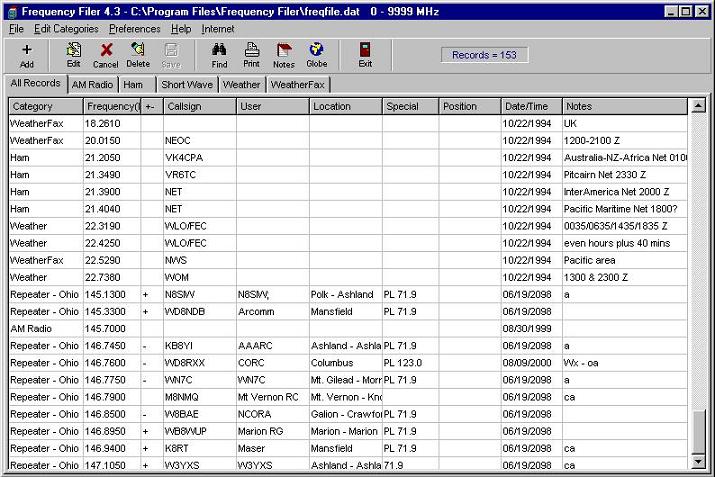 Frequency Filer 4.3 - C:\Program Files\Frequency Filer\freqfile.dat 0 - 9999 MHz
File Edit Categories Preferences Help Internet
Add Edit Cancel Delete Save Find Print Notes Globe Exit Records = 153
All Records AM Radio Ham Short Wave Weather WeatherFax
Category Frequency( +- Callsign User Location Special Position Date/Time Notes
WeatherFax 18.2610 10/22/1994 UK
WeatherFax 20.0150 NEOC 10/22/1994 1200-2100 Z
Ham 21.2050 VK4CPA 10/22/1994 Australia-NZ-Africa Net 010
Ham 21.3490 VR6TC 10/22/1994 Pitcairn Net 2330 Z
Ham 21.3900 NET 10/22/1994 InterAmerica Net 2000 Z
Ham 21.4040 NET 10/22/1994 Pacific Maritime Net 1800?
Weather 22.3190 WLO/FEC 10/22/1994 0035/0635/1435/1835 Z
Weather 22.4250 WLO/FEC 10/22/1994 even hours plus 40 mins
WeatherFax 22.5290 NWS 10/22/1994 Pacific area
Weather 22.7380 WOM 10/22/1994 1300 & 2300 Z
Repeater - Ohio 145.1300 + N8SIW N8SIW; Polk - Ashland PL 71.9 06/19/2098 a
Repeater - Ohio 145.3300 + WD8NDB Arcomm Mansfield PL 71.9 06/19/2098
AM Radio 145.7000 08/30/1999
Repeater - Ohio 146.7450 - KB8YI AAARC Ashland - Ashla PL 71.9 06/19/2098 a
Repeater - Ohio 146.7600 - WD8RXX CORC Columbus PL 123.0 08/09/2000 Wx - oa
Repeater - Ohio 146.7750 - WN7C WN7C Mt. Gilead - Morr PL 71.9 06/19/2098 a
Repeater - Ohio 146.7900 M8NMQ Mt Vernon RC Mt. Vernon - Kno PL 71.9 06/19/2098 ca
Repeater - Ohio 146.8500 - W8BAE NCORA Galion - Crawfo PL 71.9 06/19/2098
Repeater - Ohio 146.8950 + WB8WUP Marion RG Marion - Marion PL 71.9 06/19/2098
Repeater - Ohio 146.9400 + K8RT Maser Mansfield PL 71.9 06/19/2098 ca
Repeater - Ohio 147.1050 + W3YXS W3YXS Ashland - Ashla 71.9 06/19/2098 ca